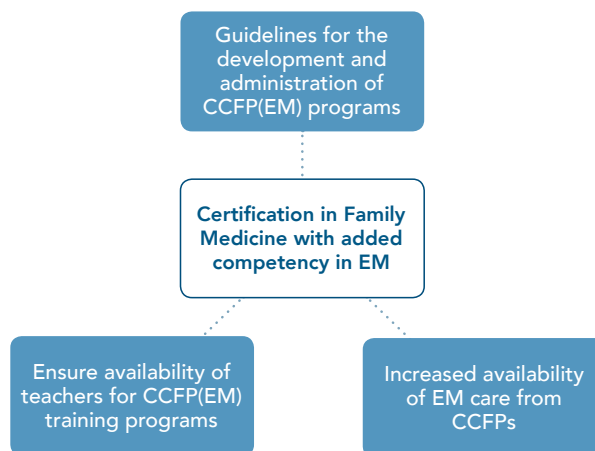 Guidelines for the
development and
administration of
CCFP(EM) programs
Certification in Family
Medicine with added
competency in EM
Ensure availability of
teachers for CCFP(EM)
training programs
Increased availability
of EM care from
CCFPs